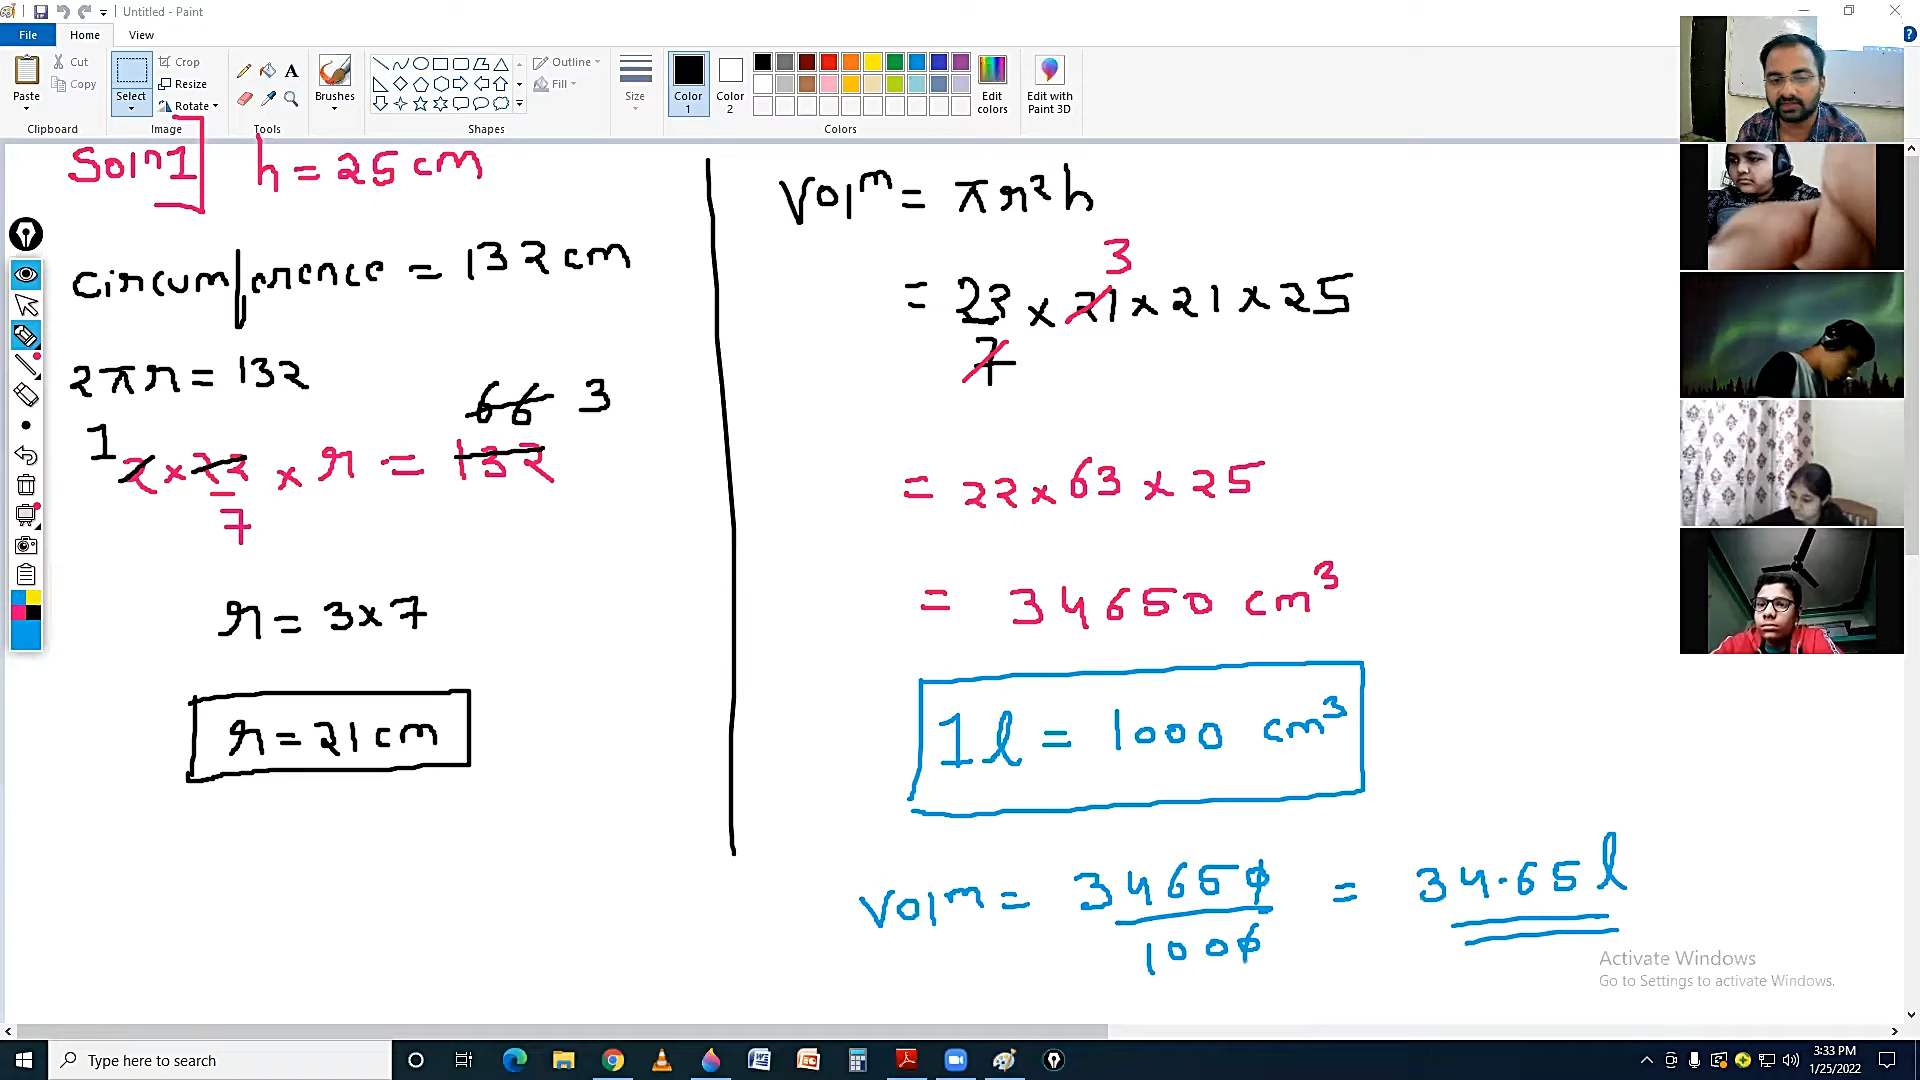 Untitled - Paint
File Home View
Paste
Cut
Copy
Clipboard
Select
Crop
Resize
Rotate
Image
Tools
Brushes
Shapes
Outline
Fill
Size
Color 1
Color 2
Edit colors
Edit with Paint 3D
Colors
Soln1] h = 25 cm
circumference = 132 cm
2πr = 132
66 3
1 2 × 22/7 × r = 132
r = 3×7
r = 21 cm
Volm = πr²h
3
= 23/7 × 21 × 21 × 25
= 22 × 63 × 25
= 34650 cm³
1 l = 1000 cm³
Volm = 34650/1000 = 34.65 l
Activate Windows
Go to Settings to activate Windows.
Type here to search
3:33 PM
1/25/2022